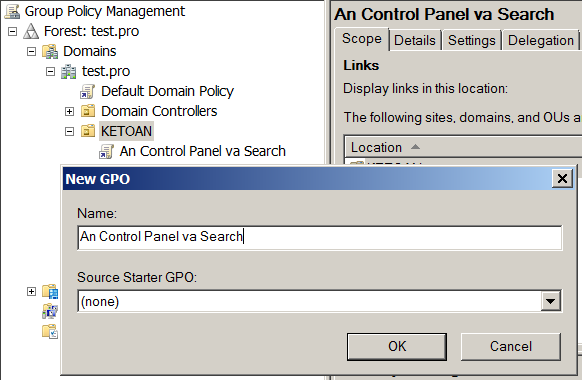 Group Policy Management
Forest: test.pro
Domains
test.pro
Default Domain Policy
Domain Controllers
KETOAN
An Control Panel va Search
An Control Panel va Search
Scope
Details
Settings
Delegation
Links
Display links in this location:
The following sites, domains, and OUs a
Location
New GPO
Name:
An Control Panel va Search
Source Starter GPO:
(none)
OK
Cancel